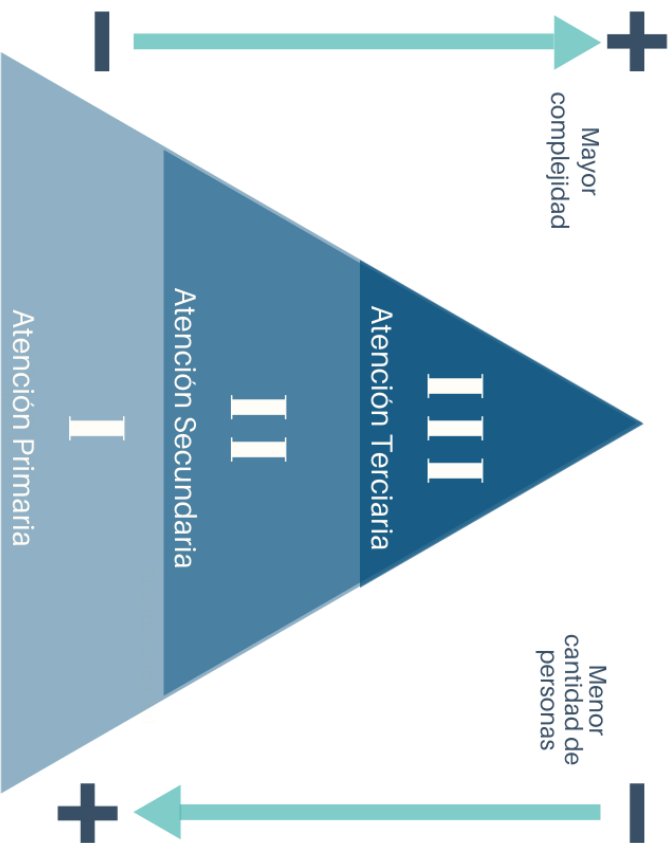 Mayor
complejidad
Menor
cantidad de
personas
III
Atención Terciaria
II
Atención Secundaria
I
Atención Primaria